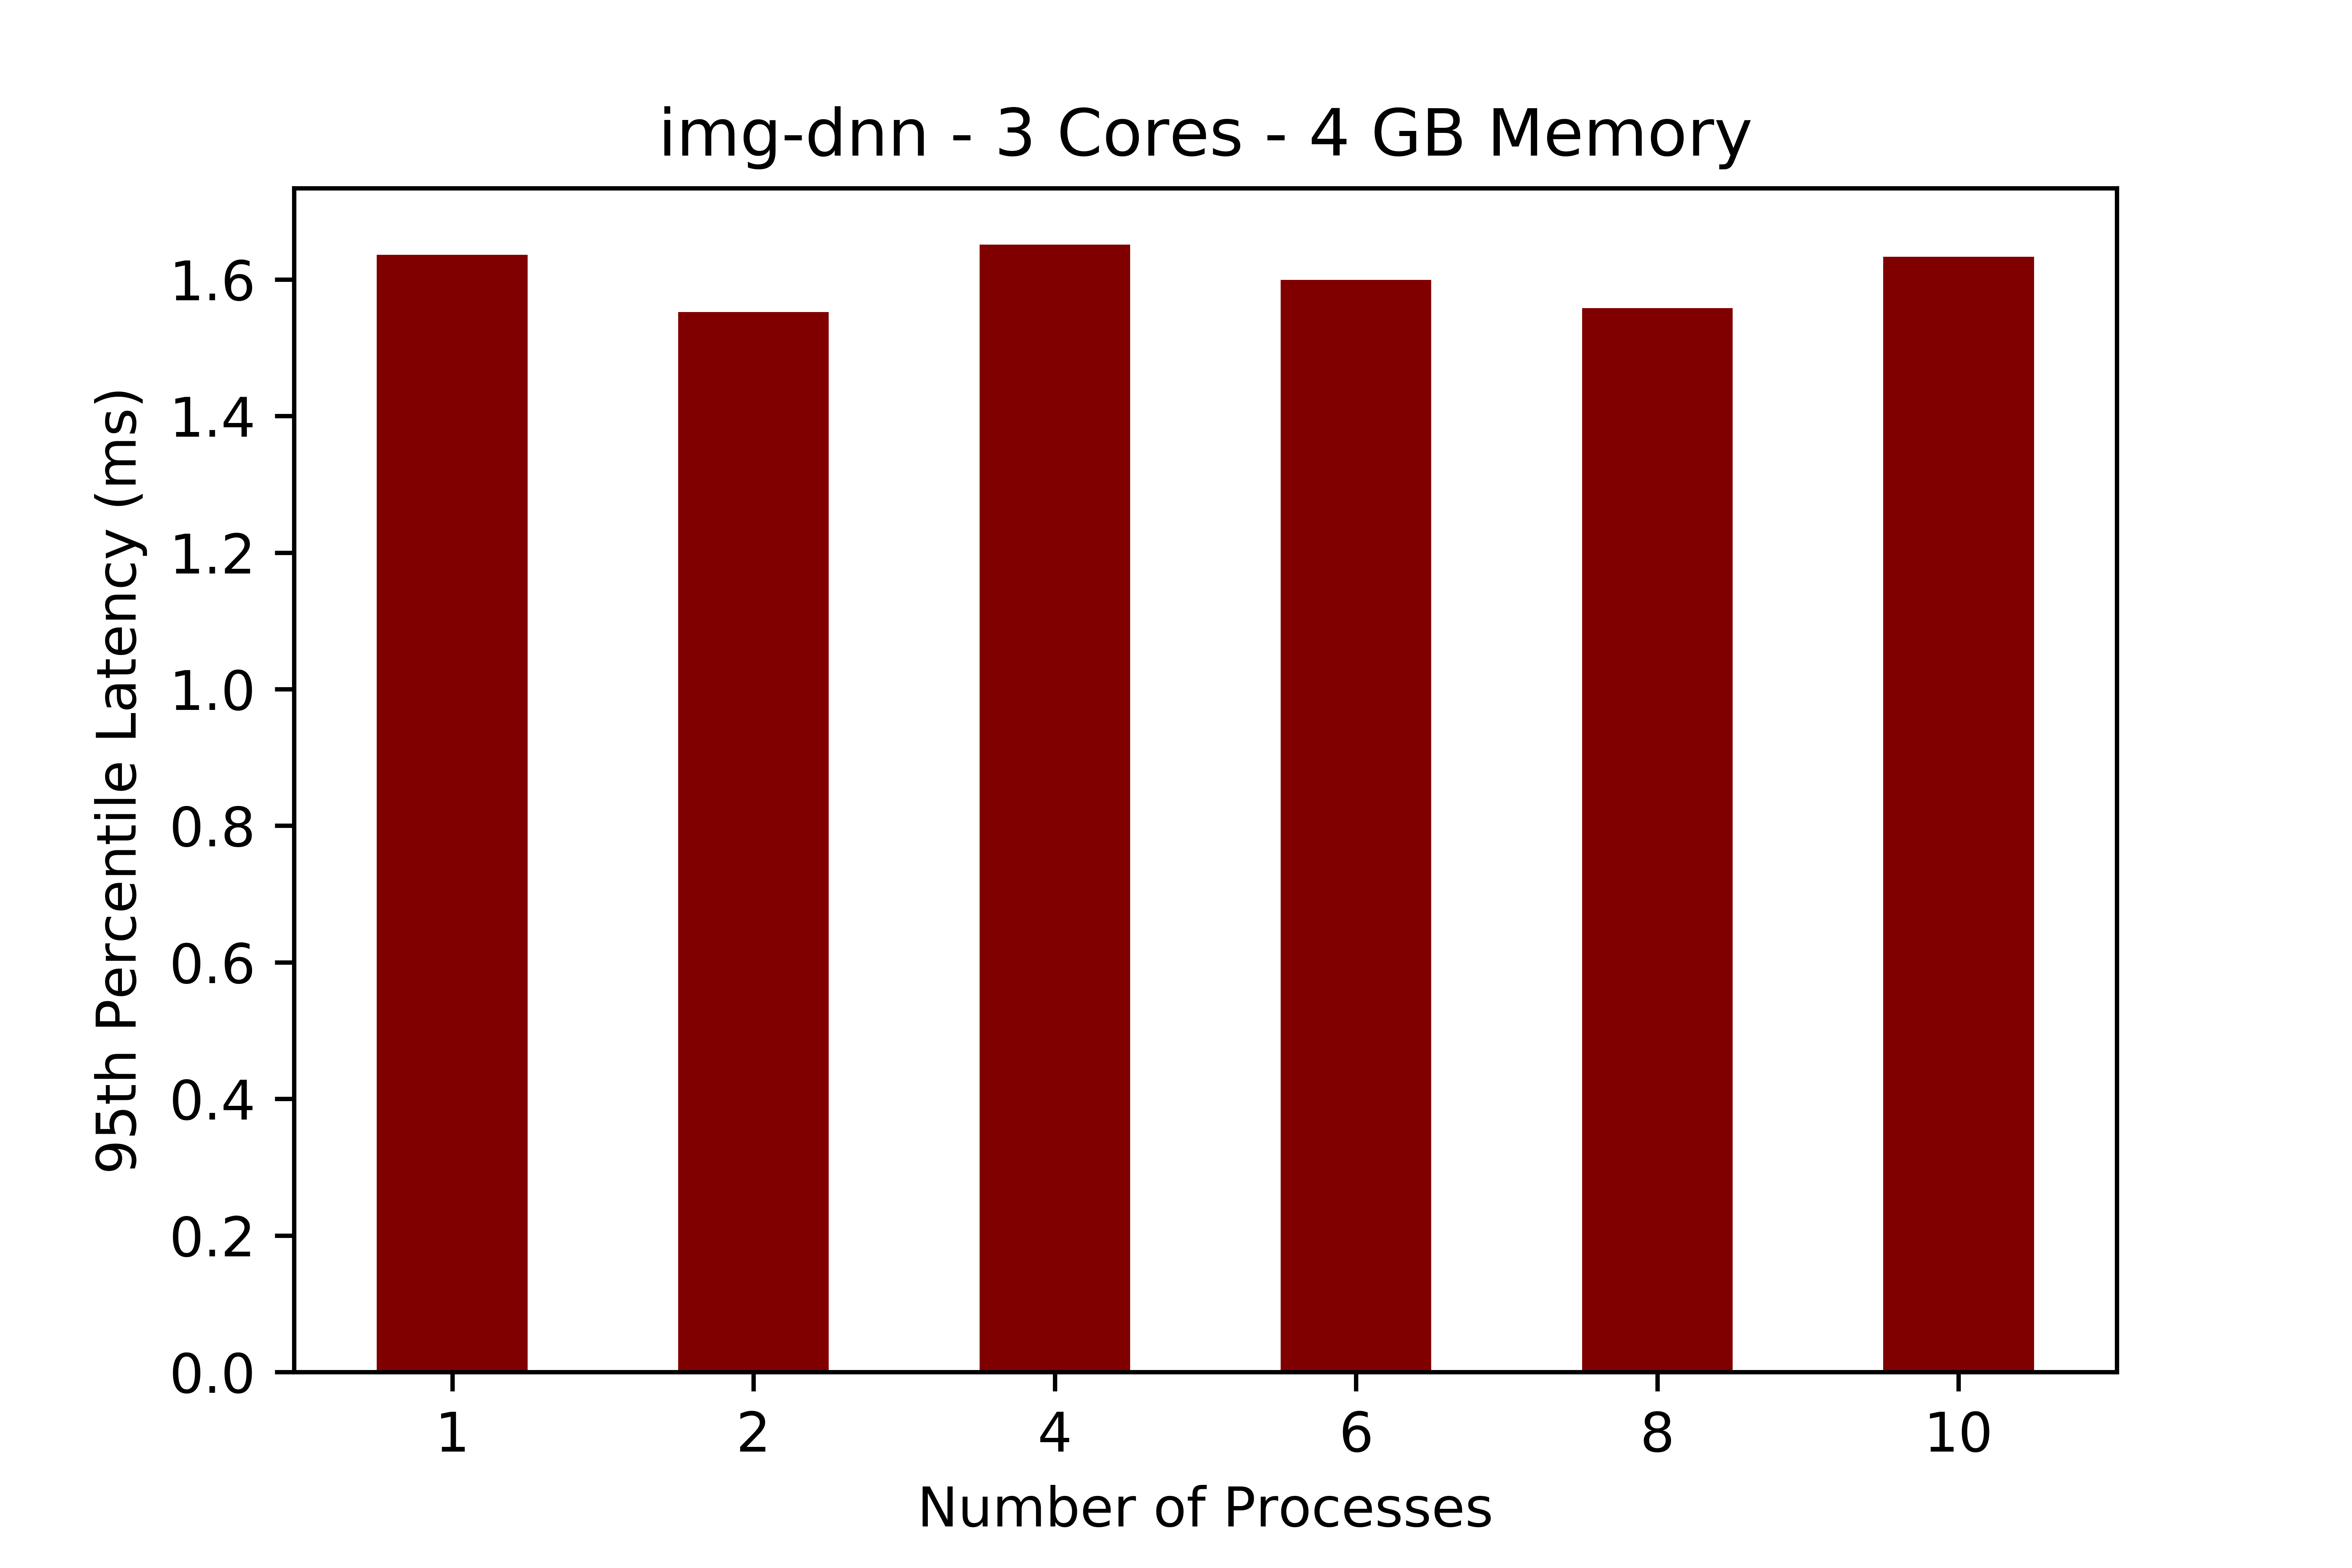 img-dnn - 3 Cores - 4 GB Memory
95th Percentile Latency (ms)
1.6
1.4
1.2
1.0
0.8
0.6
0.4
0.2
0.0
1 2 4 6 8 10
Number of Processes